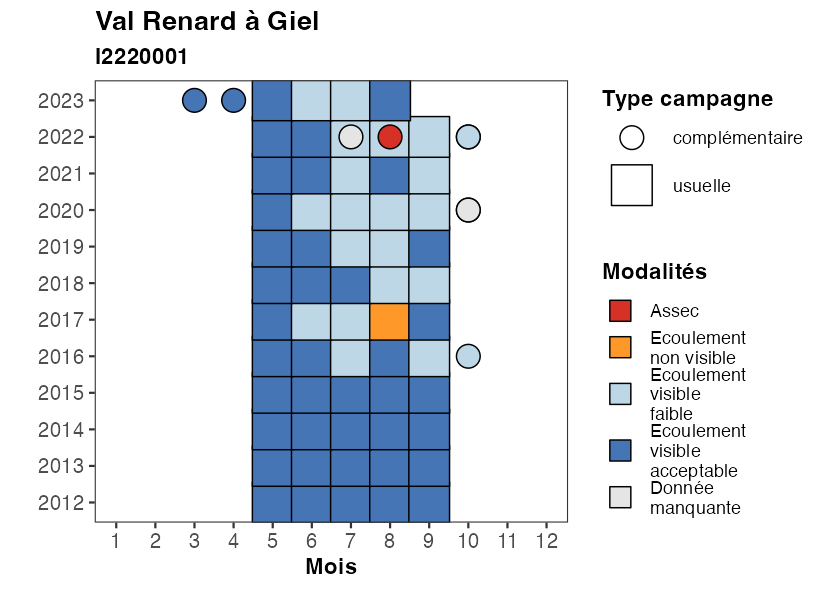 Val Renard à Giel
I2220001
2023
2022
2021
2020
2019
2018
2017
2016
2015
2014
2013
2012
1 2 3 4 5 6 7 8 9 10 11 12
Mois
Type campagne
complémentaire
usuelle
Modalités
Assec
Ecoulement
non visible
Ecoulement
visible
faible
Ecoulement
visible
acceptable
Donnée
manquante